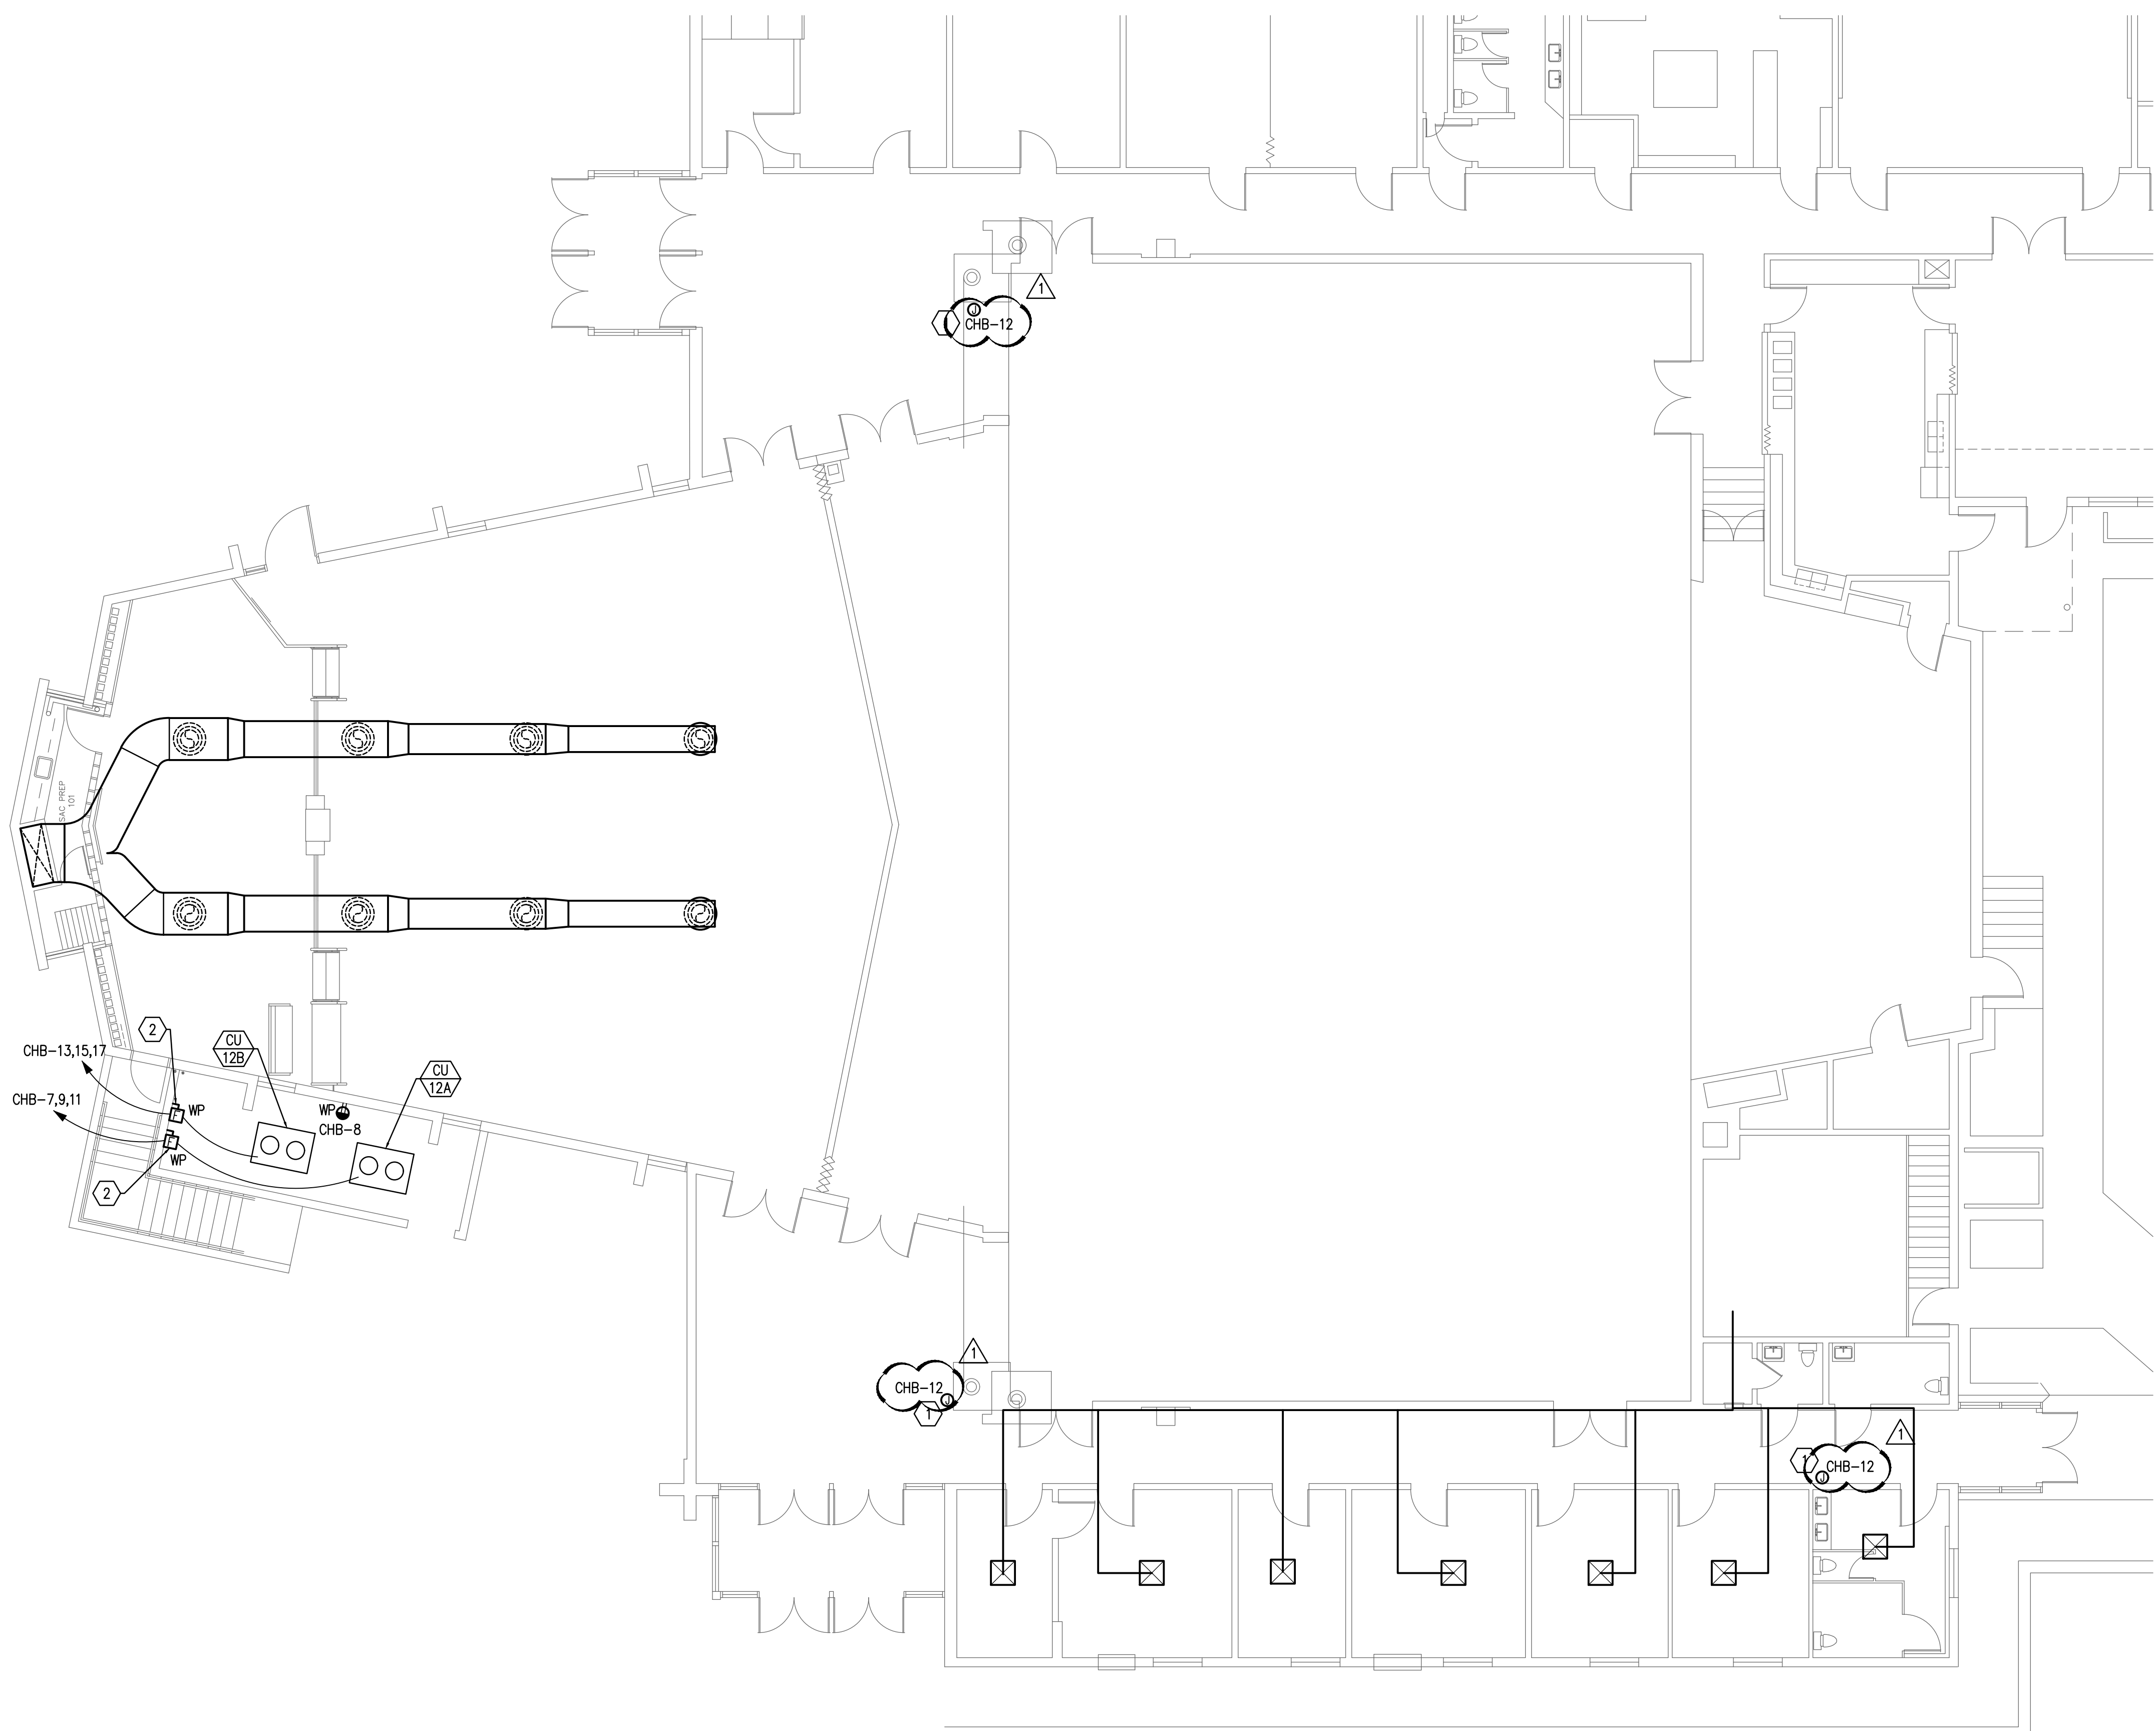 1
J
CHB-12
SAC PREP
101
2
CU
12B
CHB-13,15,17
CU
12A
CHB-7,9,11
F
WP
WP
CHB-8
F
WP
2
1
CHB-12
J
1
1
1
CHB-12
J